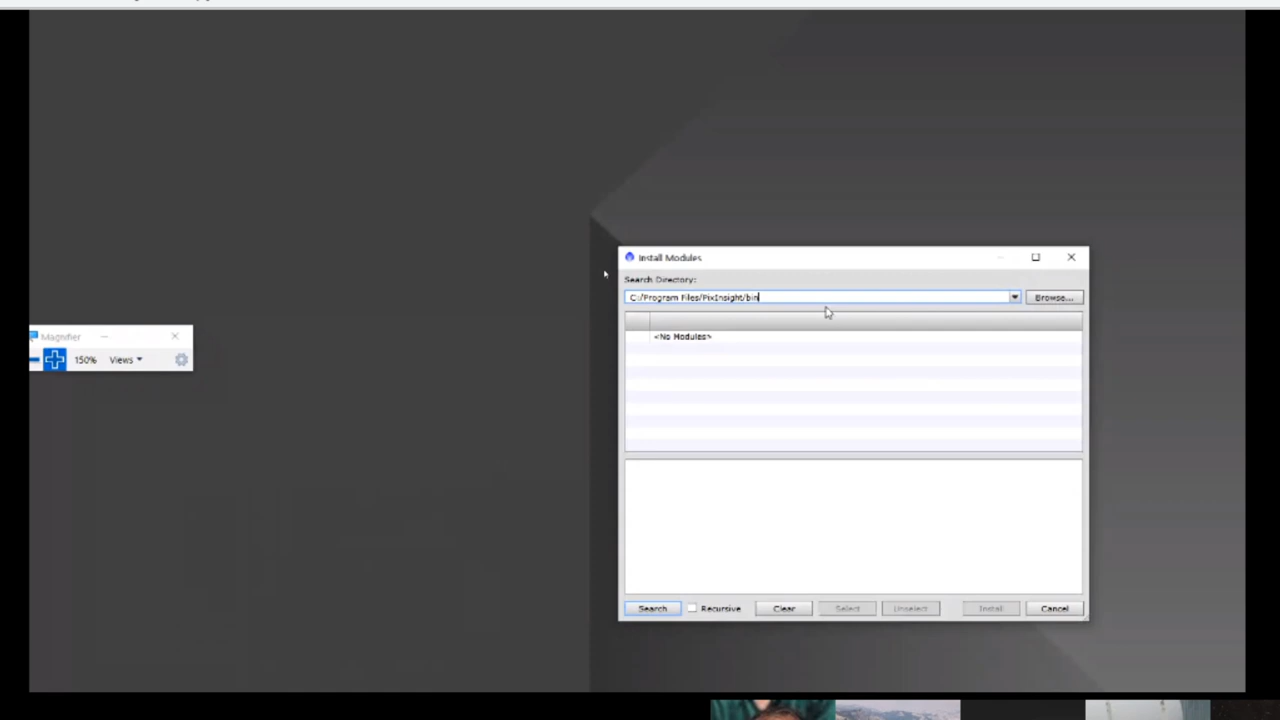 Install Modules
Search Directory:
C:/Program Files/PixInsight/bin
Browse...
<No Modules>
Magnifier
150% Views
Search Recursive Clear Select Unselect Install Cancel